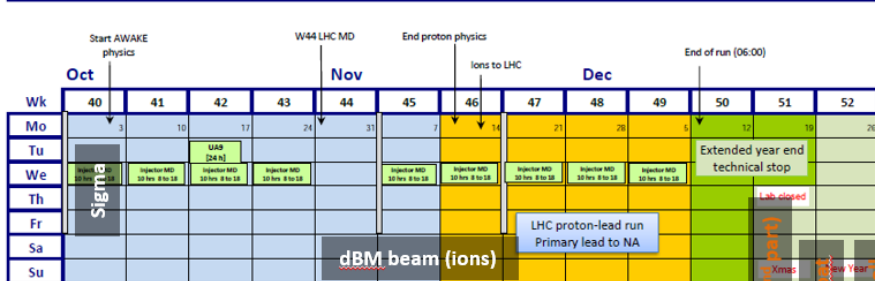 Start AWAKE
physics
W44 LHC MD
End proton physics
Ions to LHC
End of run (06:00)
Oct Nov Dec
Wk 40 41 42 43 44 45 46 47 48 49 50 51 52
Mo 3 10 17 24 31 7 14 21 28 5 12 19 26
Tu
UA9
[24 h]
Extended year end
technical stop
We
Injector MD Injector MD Injector MD Injector MD Injector MD Injector MD Injector MD Injector MD Injector MD
10 hrs 8 to 18 10 hrs 8 to 18 10 hrs 8 to 18 10 hrs 8 to 18 10 hrs 8 to 18 10 hrs 8 to 18 10 hrs 8 to 18 10 hrs 8 to 18 10 hrs 8 to 18
Sigma
Th Lab closed
Fr
LHC proton-lead run
Primary lead to NA
Sa
dBM beam (ions)
Su Xmas New Year
part)